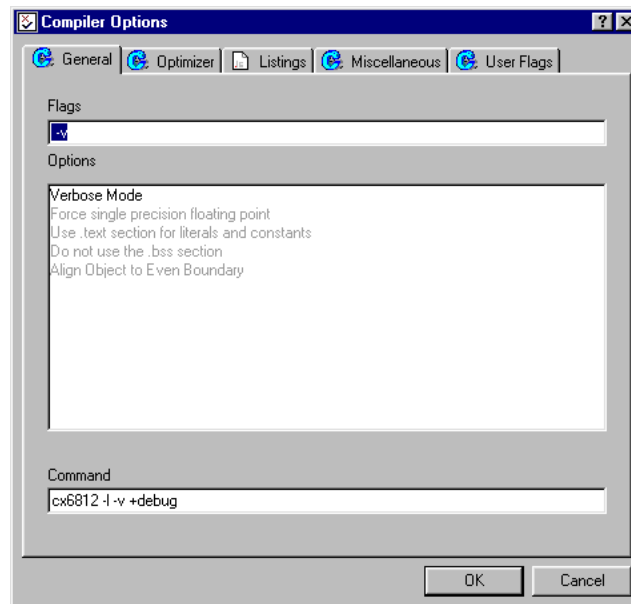 Compiler Options
General Optimizer Listings Miscellaneous User Flags
Flags
-v
Options
Verbose Mode
Force single precision floating point
Use .text section for literals and constants
Do not use the .bss section
Align Object to Even Boundary
Command
cx6812 -l -v +debug
OK Cancel